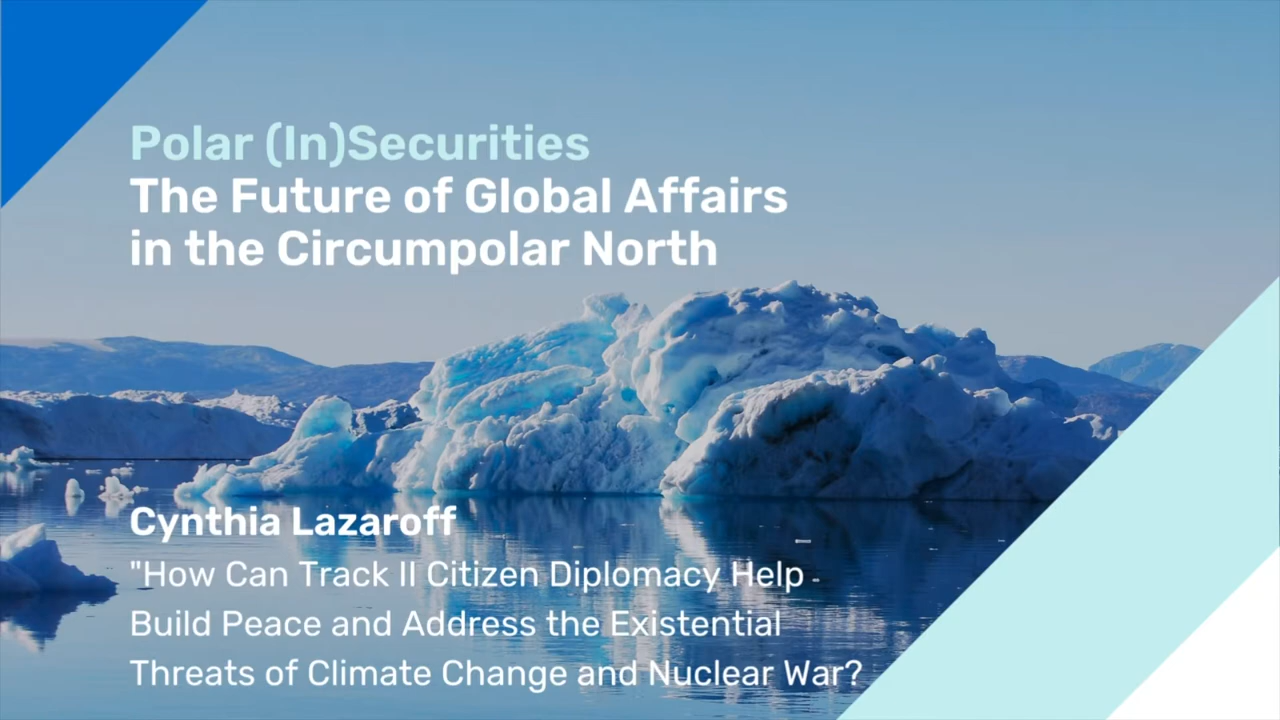 Polar (In)Securities
The Future of Global Affairs
in the Circumpolar North
Cynthia Lazaroff
"How Can Track II Citizen Diplomacy Help
Build Peace and Address the Existential
Threats of Climate Change and Nuclear War?